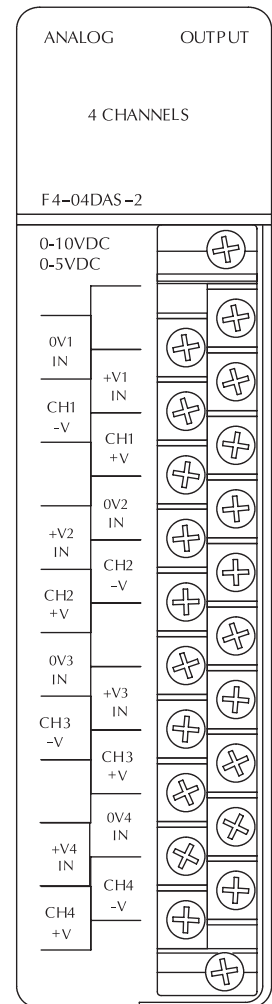 ANALOG OUTPUT
4 CHANNELS
F4-04DAS-2
0-10VDC
0-5VDC
0V1
IN
+V1
IN
CH1
-V
CH1
+V
0V2
IN
+V2
IN
CH2
-V
CH2
+V
0V3
IN
+V3
IN
CH3
-V
CH3
+V
0V4
IN
+V4
IN
CH4
-V
CH4
+V